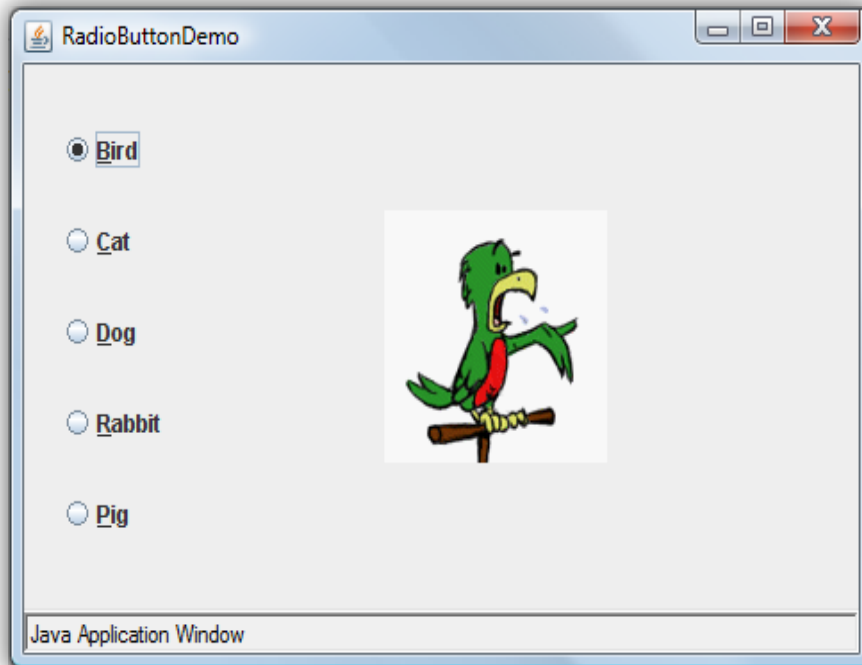 RadioButtonDemo
Bird
Cat
Dog
Rabbit
Pig
Java Application Window